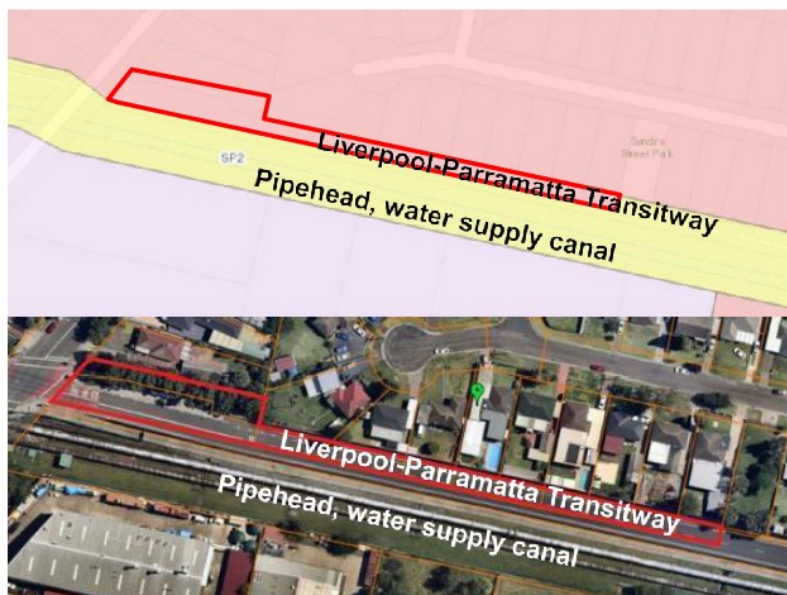 Liverpool-Parramatta Transitway
Sandra
Street Park
SP2
Pipehead, water supply canal
Liverpool-Parramatta Transitway
Pipehead, water supply canal